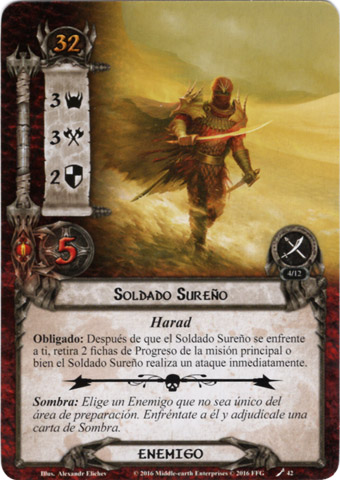 32
3
3
2
5
4/12
Soldado Sureño
Harad
Obligado: Después de que el Soldado Sureño se enfrente
a ti, retira 2 fichas de Progreso de la misión principal o
bien el Soldado Sureño realiza un ataque inmediatamente.
Sombra: Elige un Enemigo que no sea único del
área de preparación. Enfréntate a él y adjudícale una
carta de Sombra.
ENEMIGO
Illus. Alexandr Elichev
© 2016 Middle-earth Enterprises © 2016 FFG
42